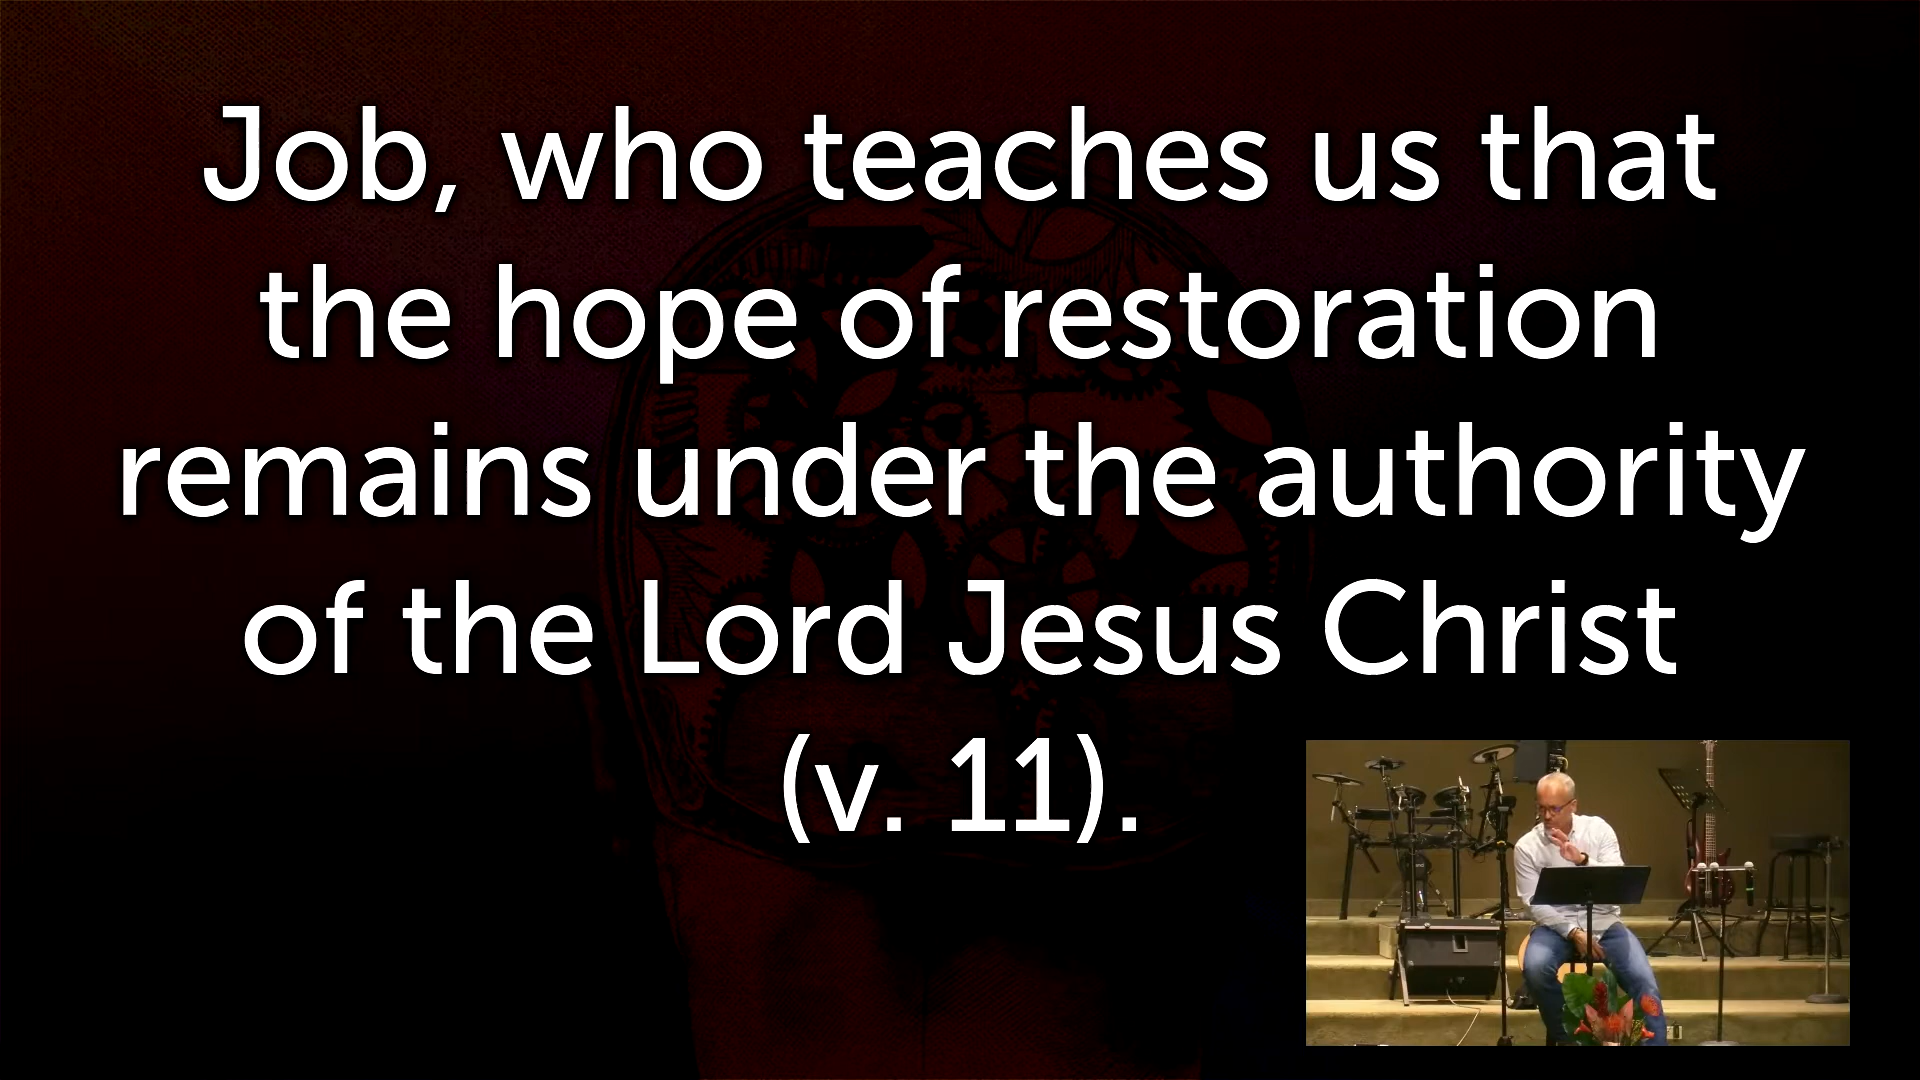 Job, who teaches us that
the hope of restoration
remains under the authority
of the Lord Jesus Christ
(v. 11).